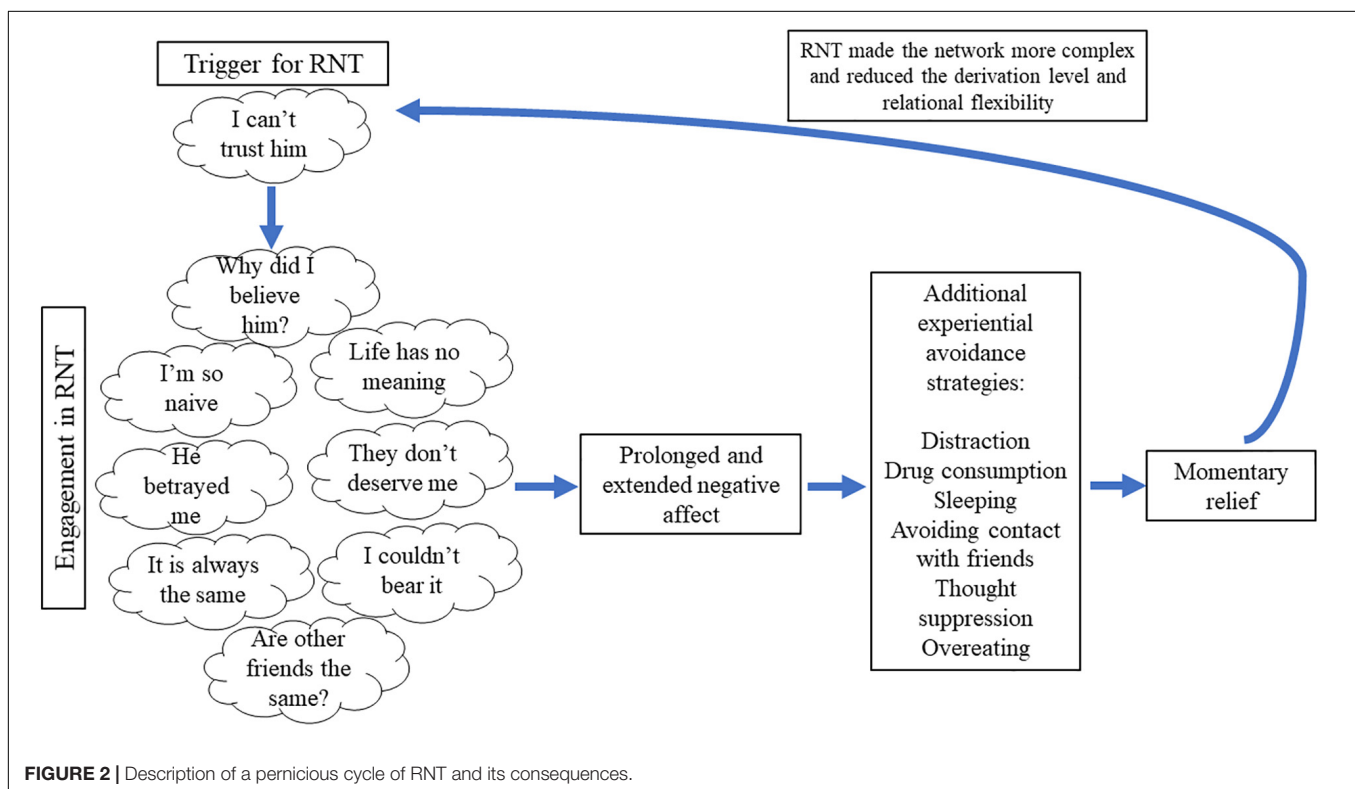 Trigger for RNT
I can't
trust him
RNT made the network more complex
and reduced the derivation level and
relational flexibility
Engagement in RNT
Why did I
believe
him?
Life has no
meaning
I'm so
naive
They don't
deserve me
He
betrayed
me
I couldn't
bear it
It is always
the same
Are other
friends the
same?
Prolonged and
extended negative
affect
Additional
experiential
avoidance
strategies:
Distraction
Drug consumption
Sleeping
Avoiding contact
with friends
Thought
suppression
Overeating
Momentary
relief
FIGURE 2 | Description of a pernicious cycle of RNT and its consequences.